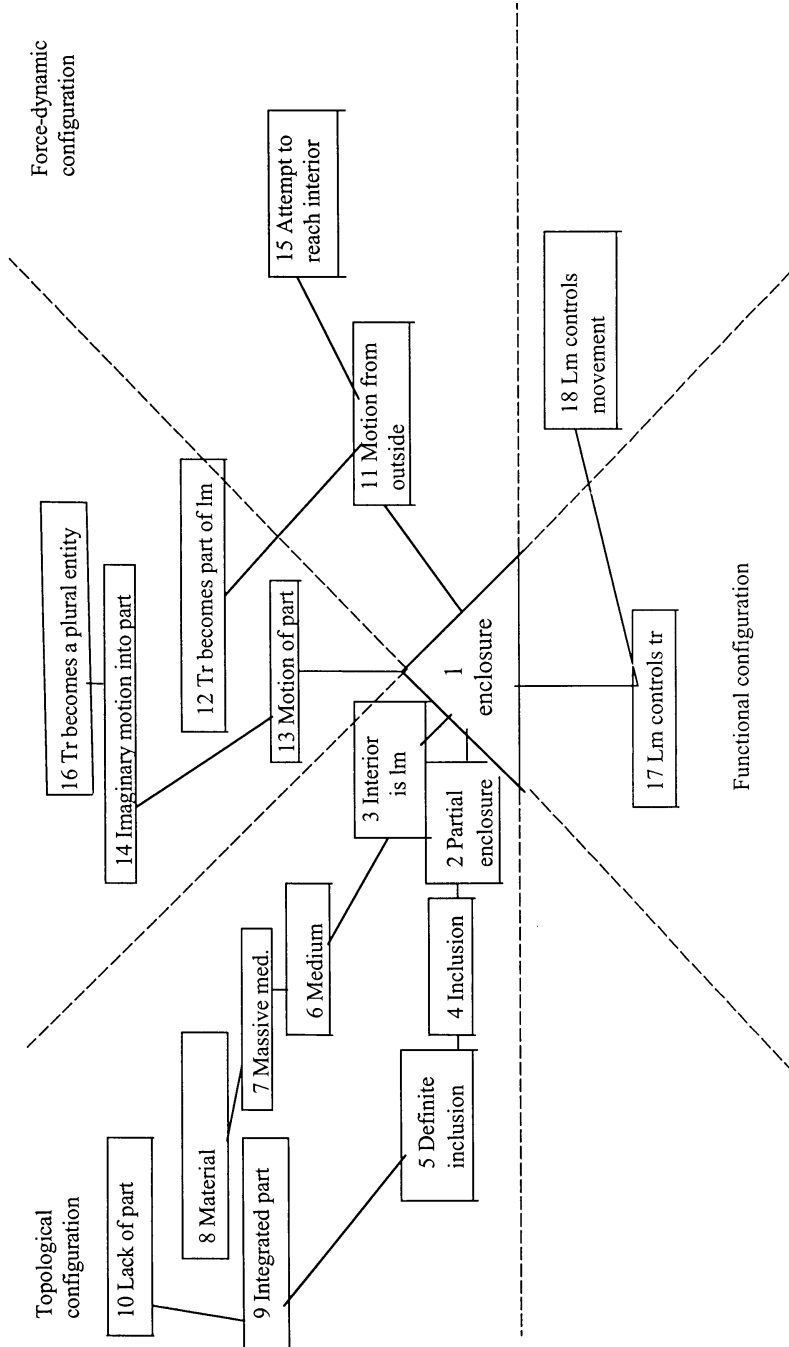 Topological
configuration
Force-dynamic
configuration
10 Lack of part
16 Tr becomes a plural entity
14 Imaginary motion into part
8 Material
12 Tr becomes part of lm
9 Integrated part
7 Massive med.
13 Motion of part
15 Attempt to
reach interior
6 Medium
3 Interior
is lm
11 Motion from
outside
5 Definite
inclusion
4 Inclusion
2 Partial
enclosure
1
enclosure
18 Lm controls
movement
17 Lm controls tr
Functional configuration